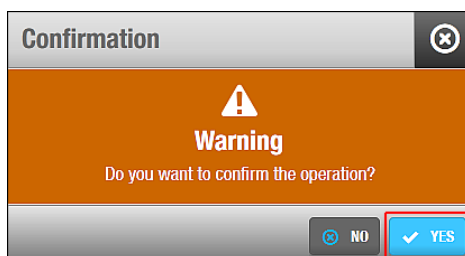 Confirmation
Warning
Do you want to confirm the operation?
NO YES